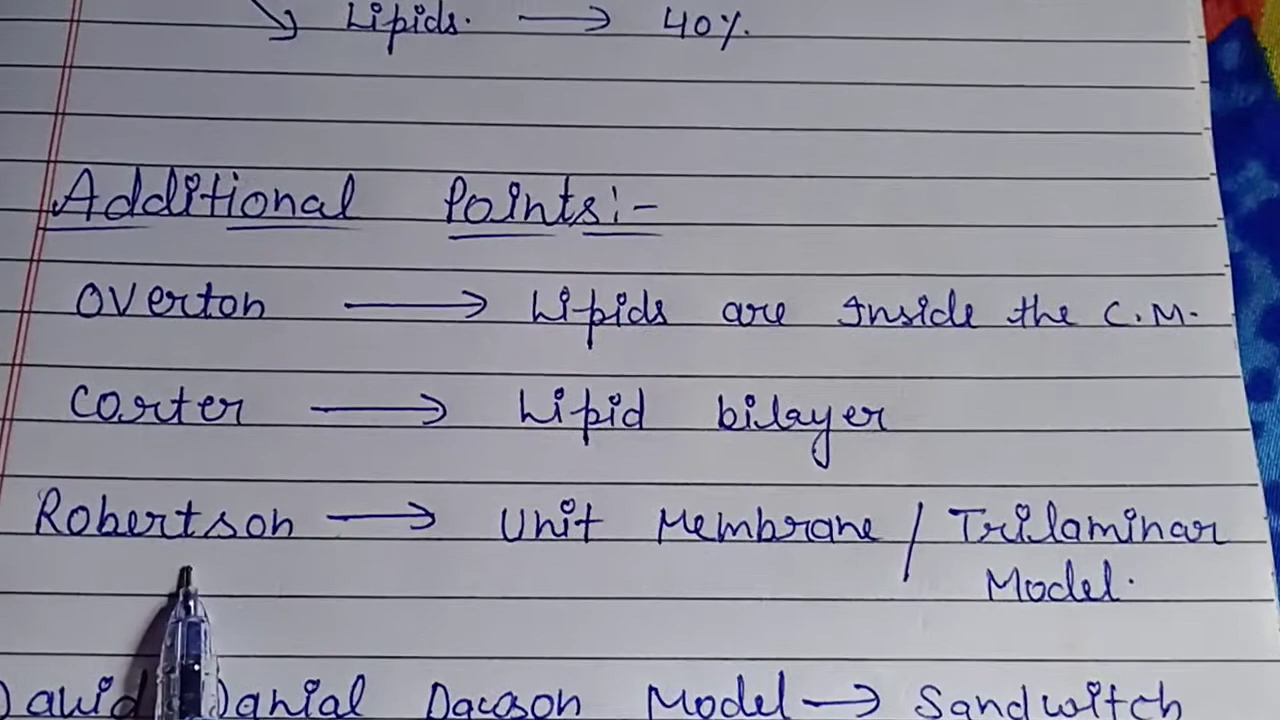 ↘ Lipids. → 40%.
Additional Points:-
Overton → Lipids are Inside the C.M.
Corter → Lipid bilayer
Robertson → Unit Membrane / Trilaminar
Model.
Danial Model → Sandwitch